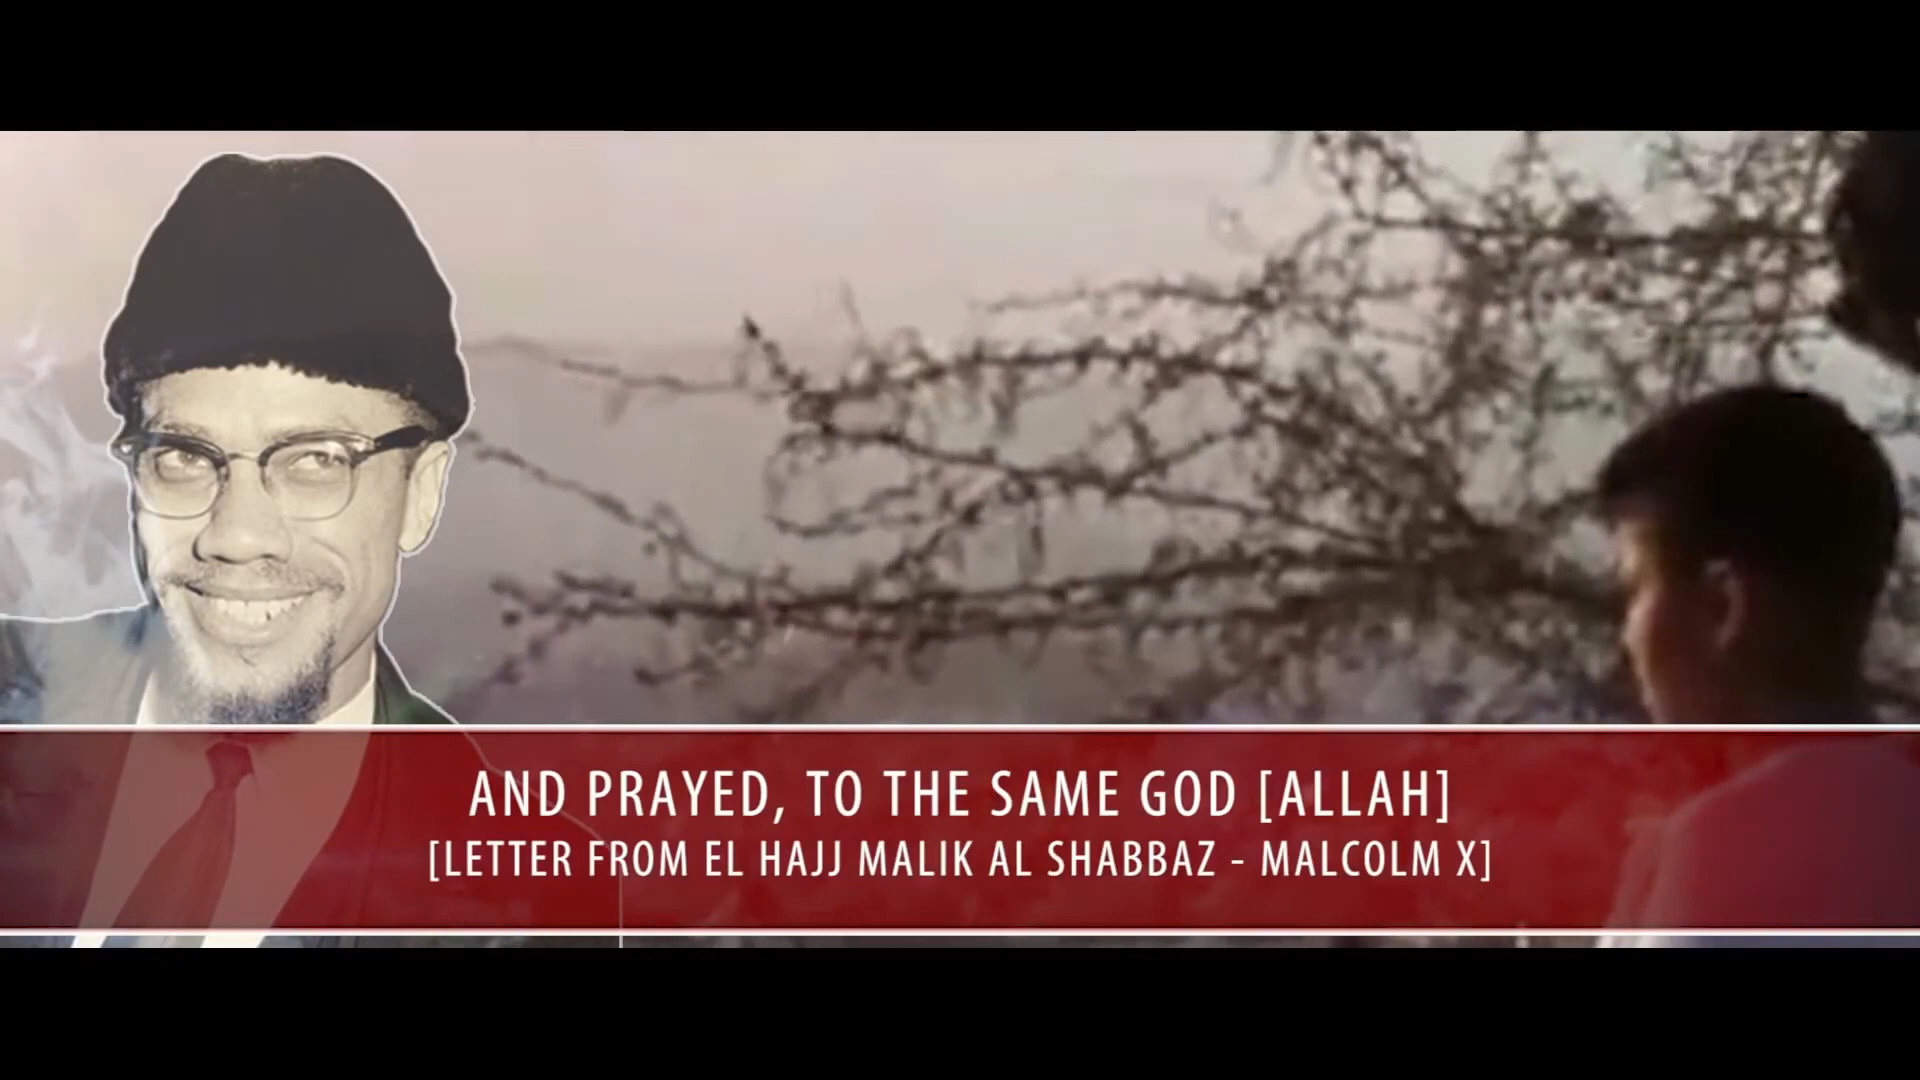 AND PRAYED, TO THE SAME GOD [ALLAH]
[LETTER FROM EL HAJJ MALIK AL SHABBAZ - MALCOLM X]